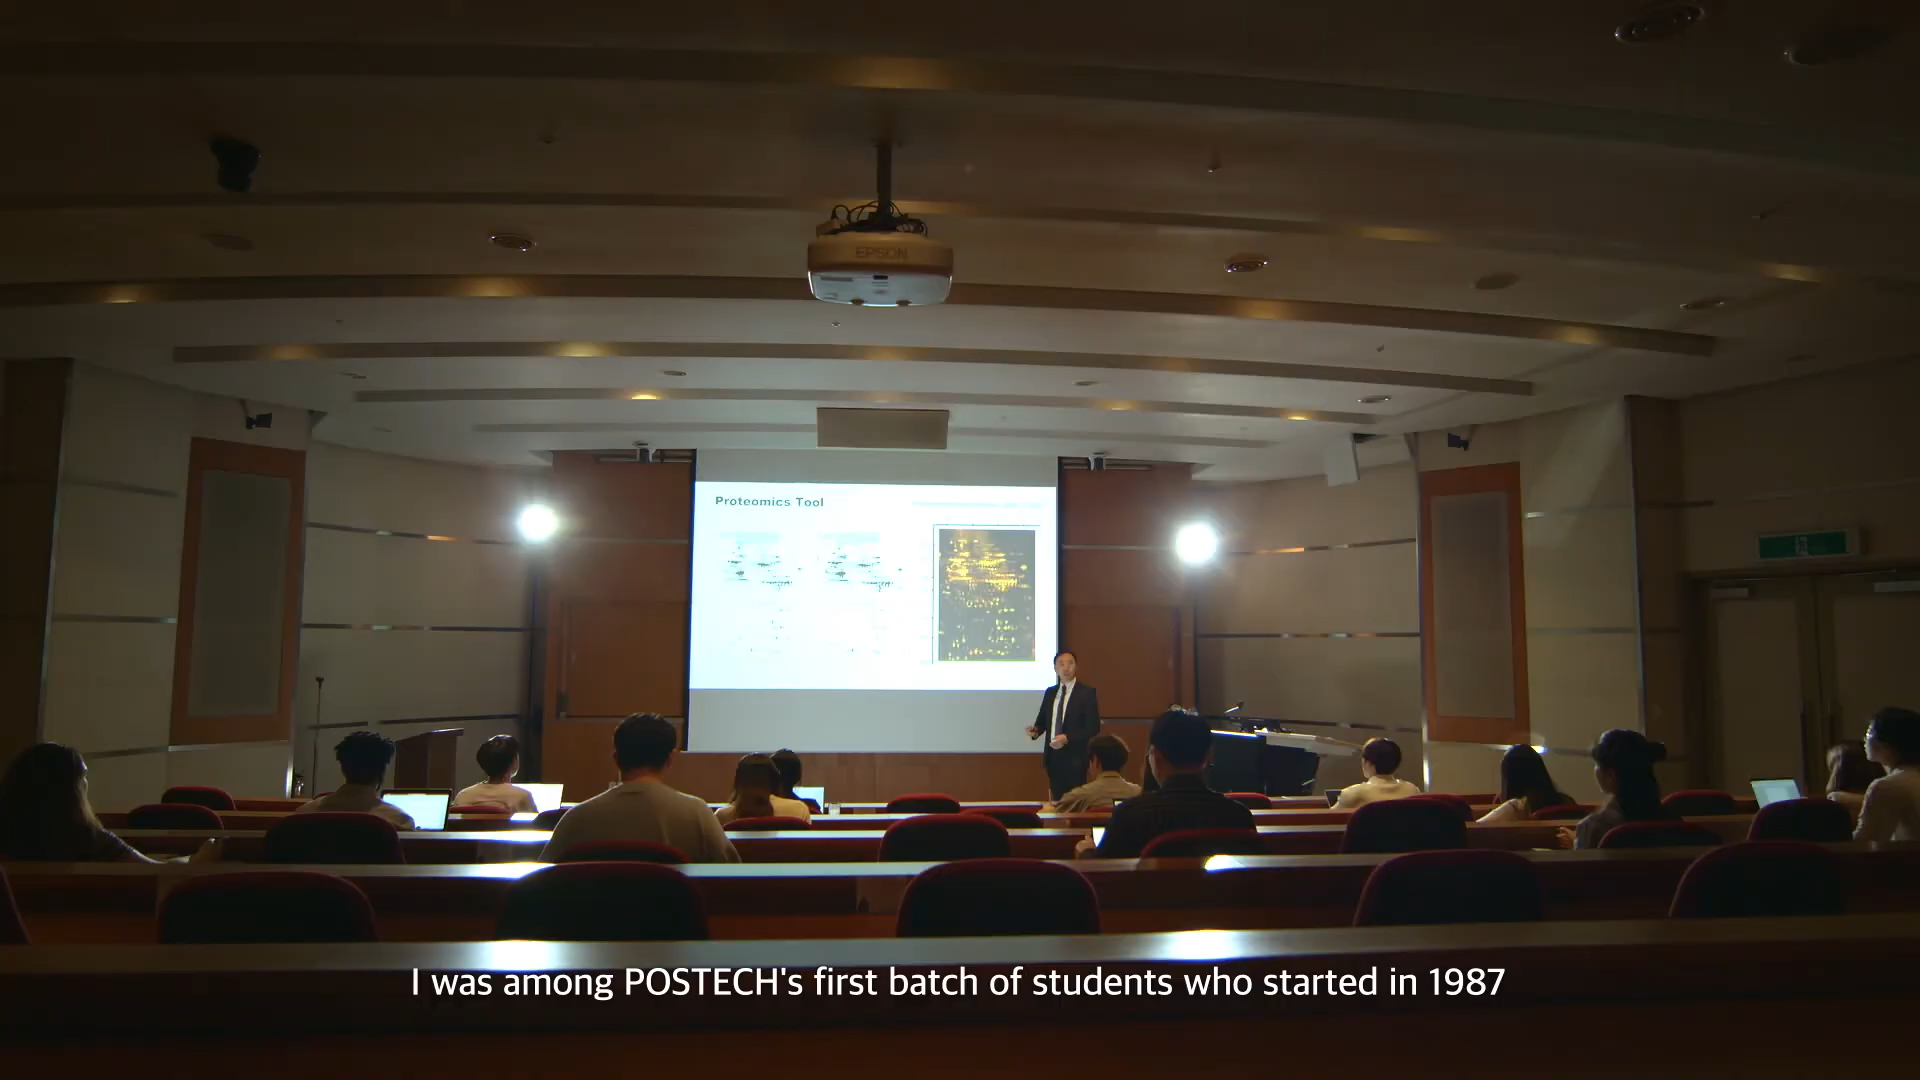 EPSON
Proteomics Tool
I was among POSTECH's first batch of students who started in 1987